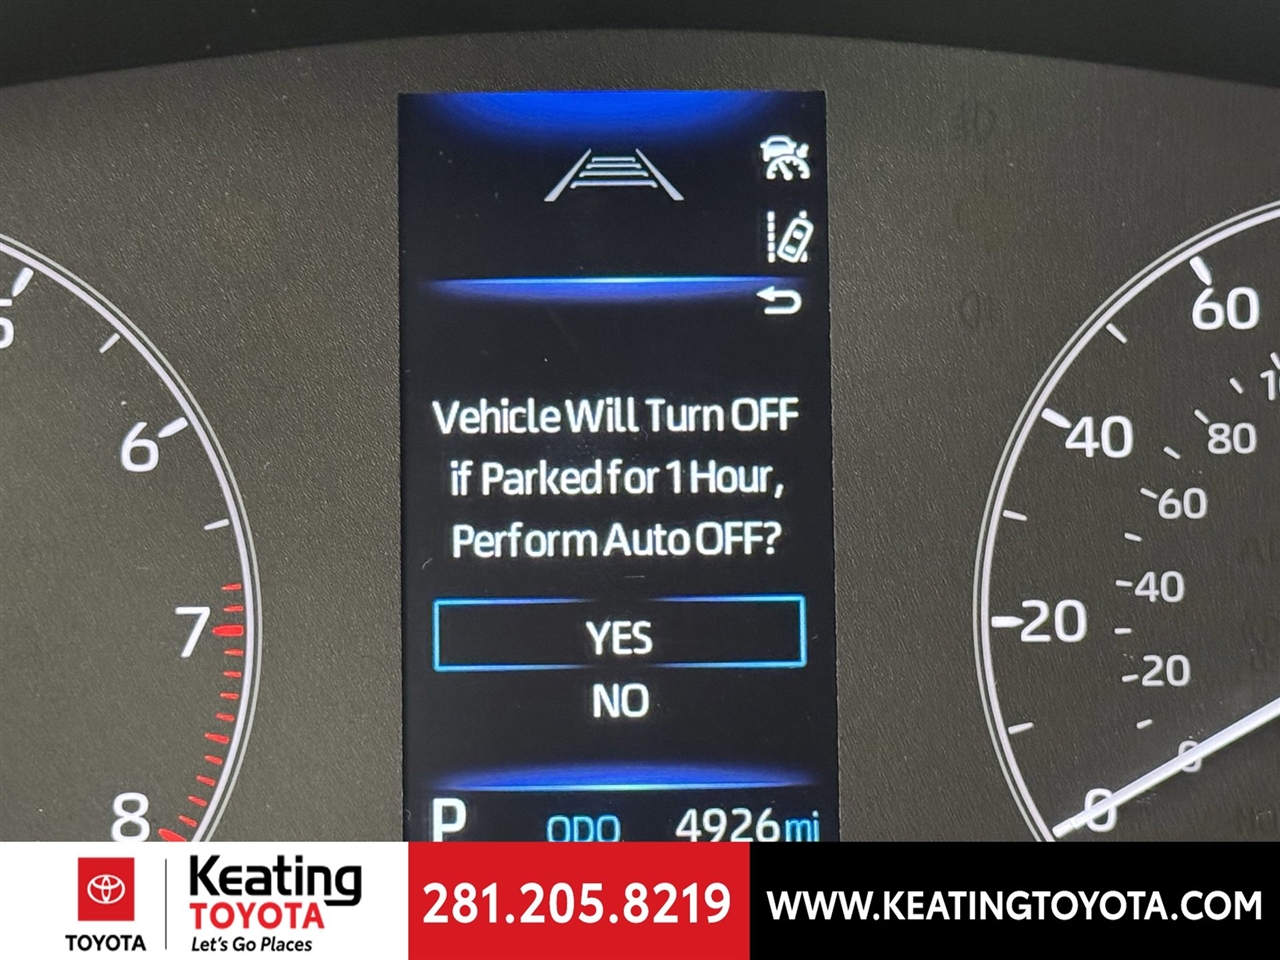 Vehicle Will Turn OFF
if Parked for 1 Hour,
Perform Auto OFF?
YES
NO
P ODO 4926 mi
5
6
7
8
60
40
20
0
80
60
40
20
0
TOYOTA
Keating
TOYOTA
Let's Go Places
281.205.8219
WWW.KEATINGTOYOTA.COM